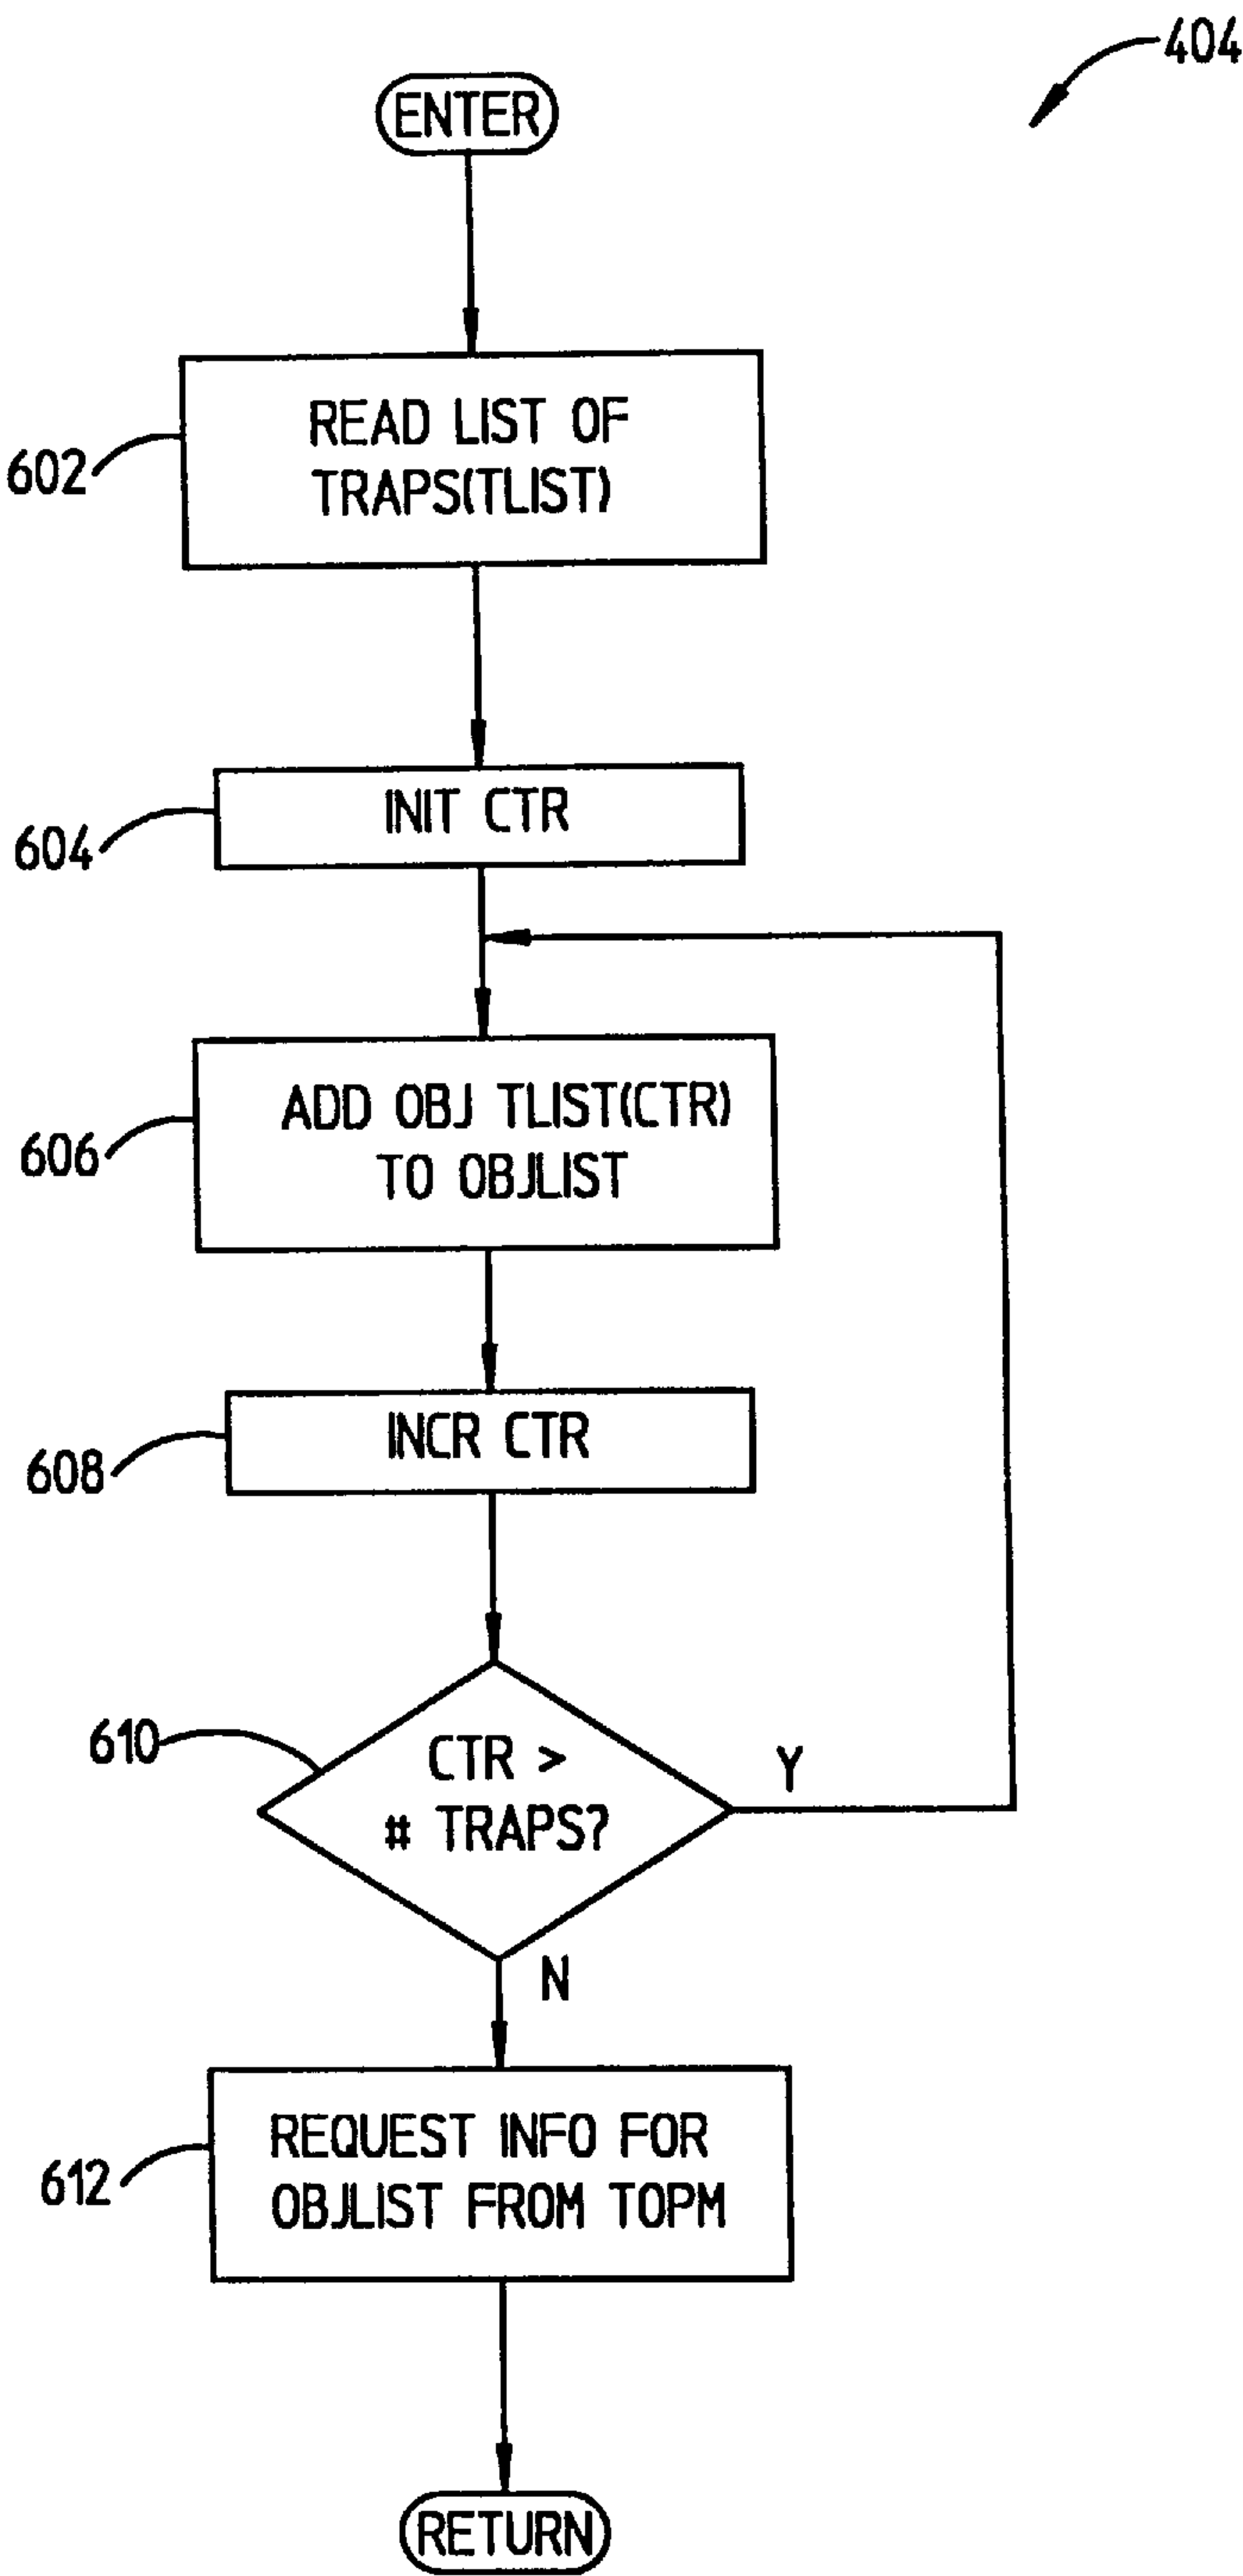 404
ENTER
READ LIST OF
TRAPS(TLIST)
602
INIT CTR
604
ADD OBJ TLIST(CTR)
TO OBJLIST
606
INCR CTR
608
610
CTR >
# TRAPS?
Y
N
REQUEST INFO FOR
OBJLIST FROM TOPM
612
RETURN